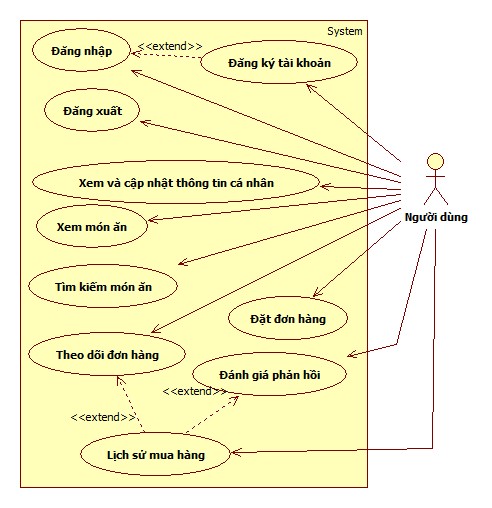 System
Đăng nhập
<<extend>>
Đăng ký tài khoản
Đăng xuất
Xem và cập nhật thông tin cá nhân
Người dùng
Xem món ăn
Tìm kiếm món ăn
Đặt đơn hàng
Theo dõi đơn hàng
Đánh giá phản hồi
<<extend>>
<<extend>>
Lịch sử mua hàng